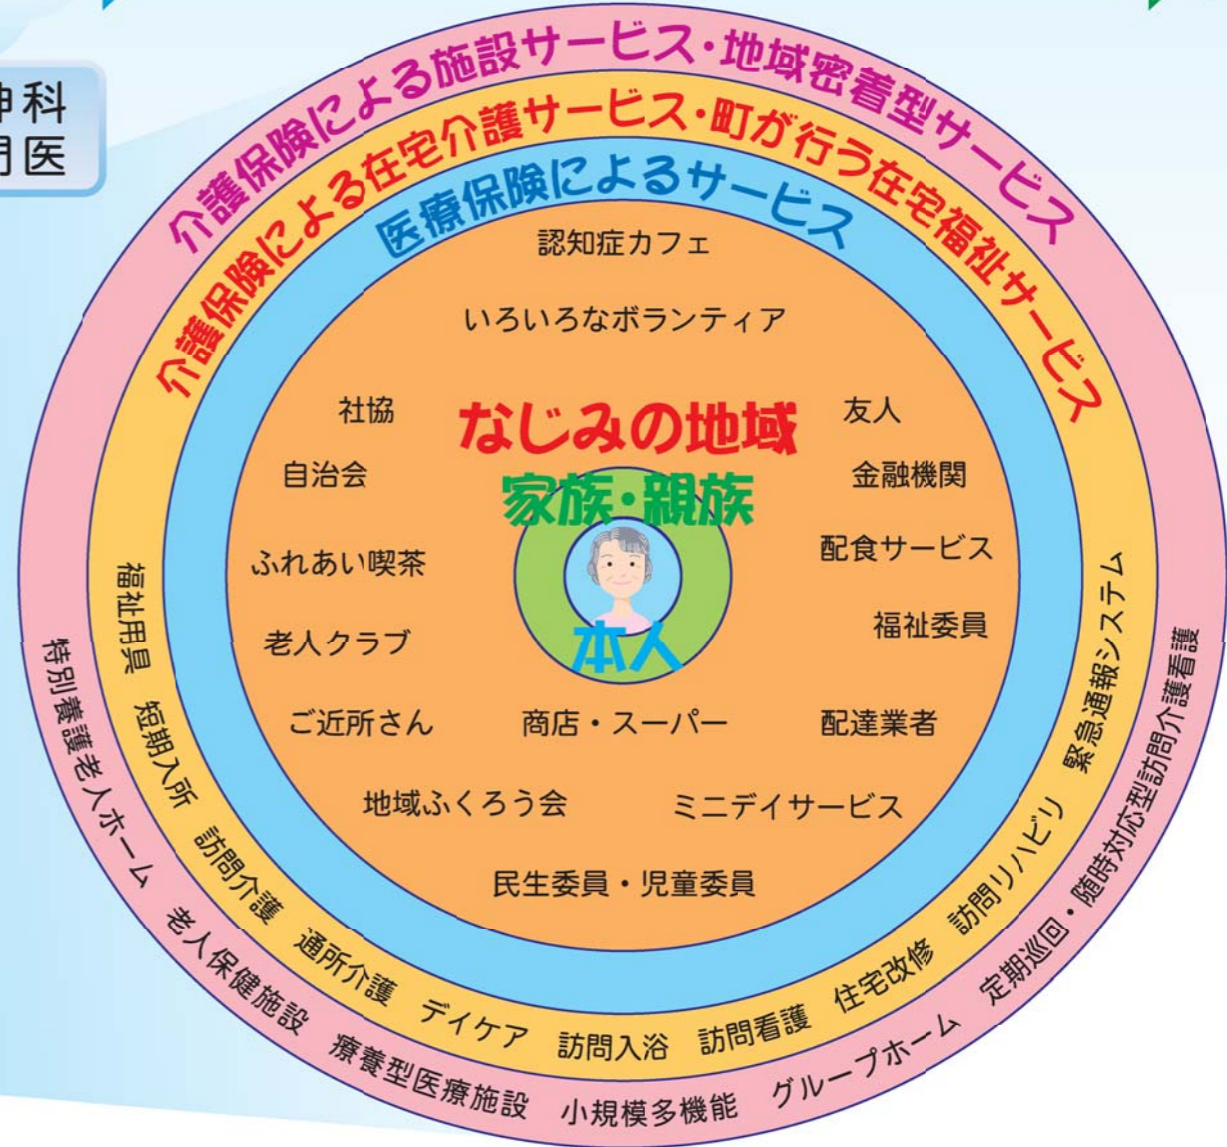 神科
門医
介護保険による施設サービス・地域密着型サービス
介護保険による在宅介護サービス・町が行う在宅福祉サービス
医療保険によるサービス
認知症カフェ
いろいろなボランティア
社協
なじみの地域
友人
自治会
家族・親族
金融機関
ふれあい喫茶
配食サービス
老人クラブ
本人
福祉委員
ご近所さん
商店・スーパー
配達業者
地域ふくろう会
ミニデイサービス
民生委員・児童委員
福祉用具 短期入所 訪問介護 通所介護 デイケア 訪問入浴 訪問看護 住宅改修 訪問リハビリ 緊急通報システム
特別養護老人ホーム 老人保健施設 療養型医療施設 小規模多機能 グループホーム 定期巡回・随時対応型訪問介護看護